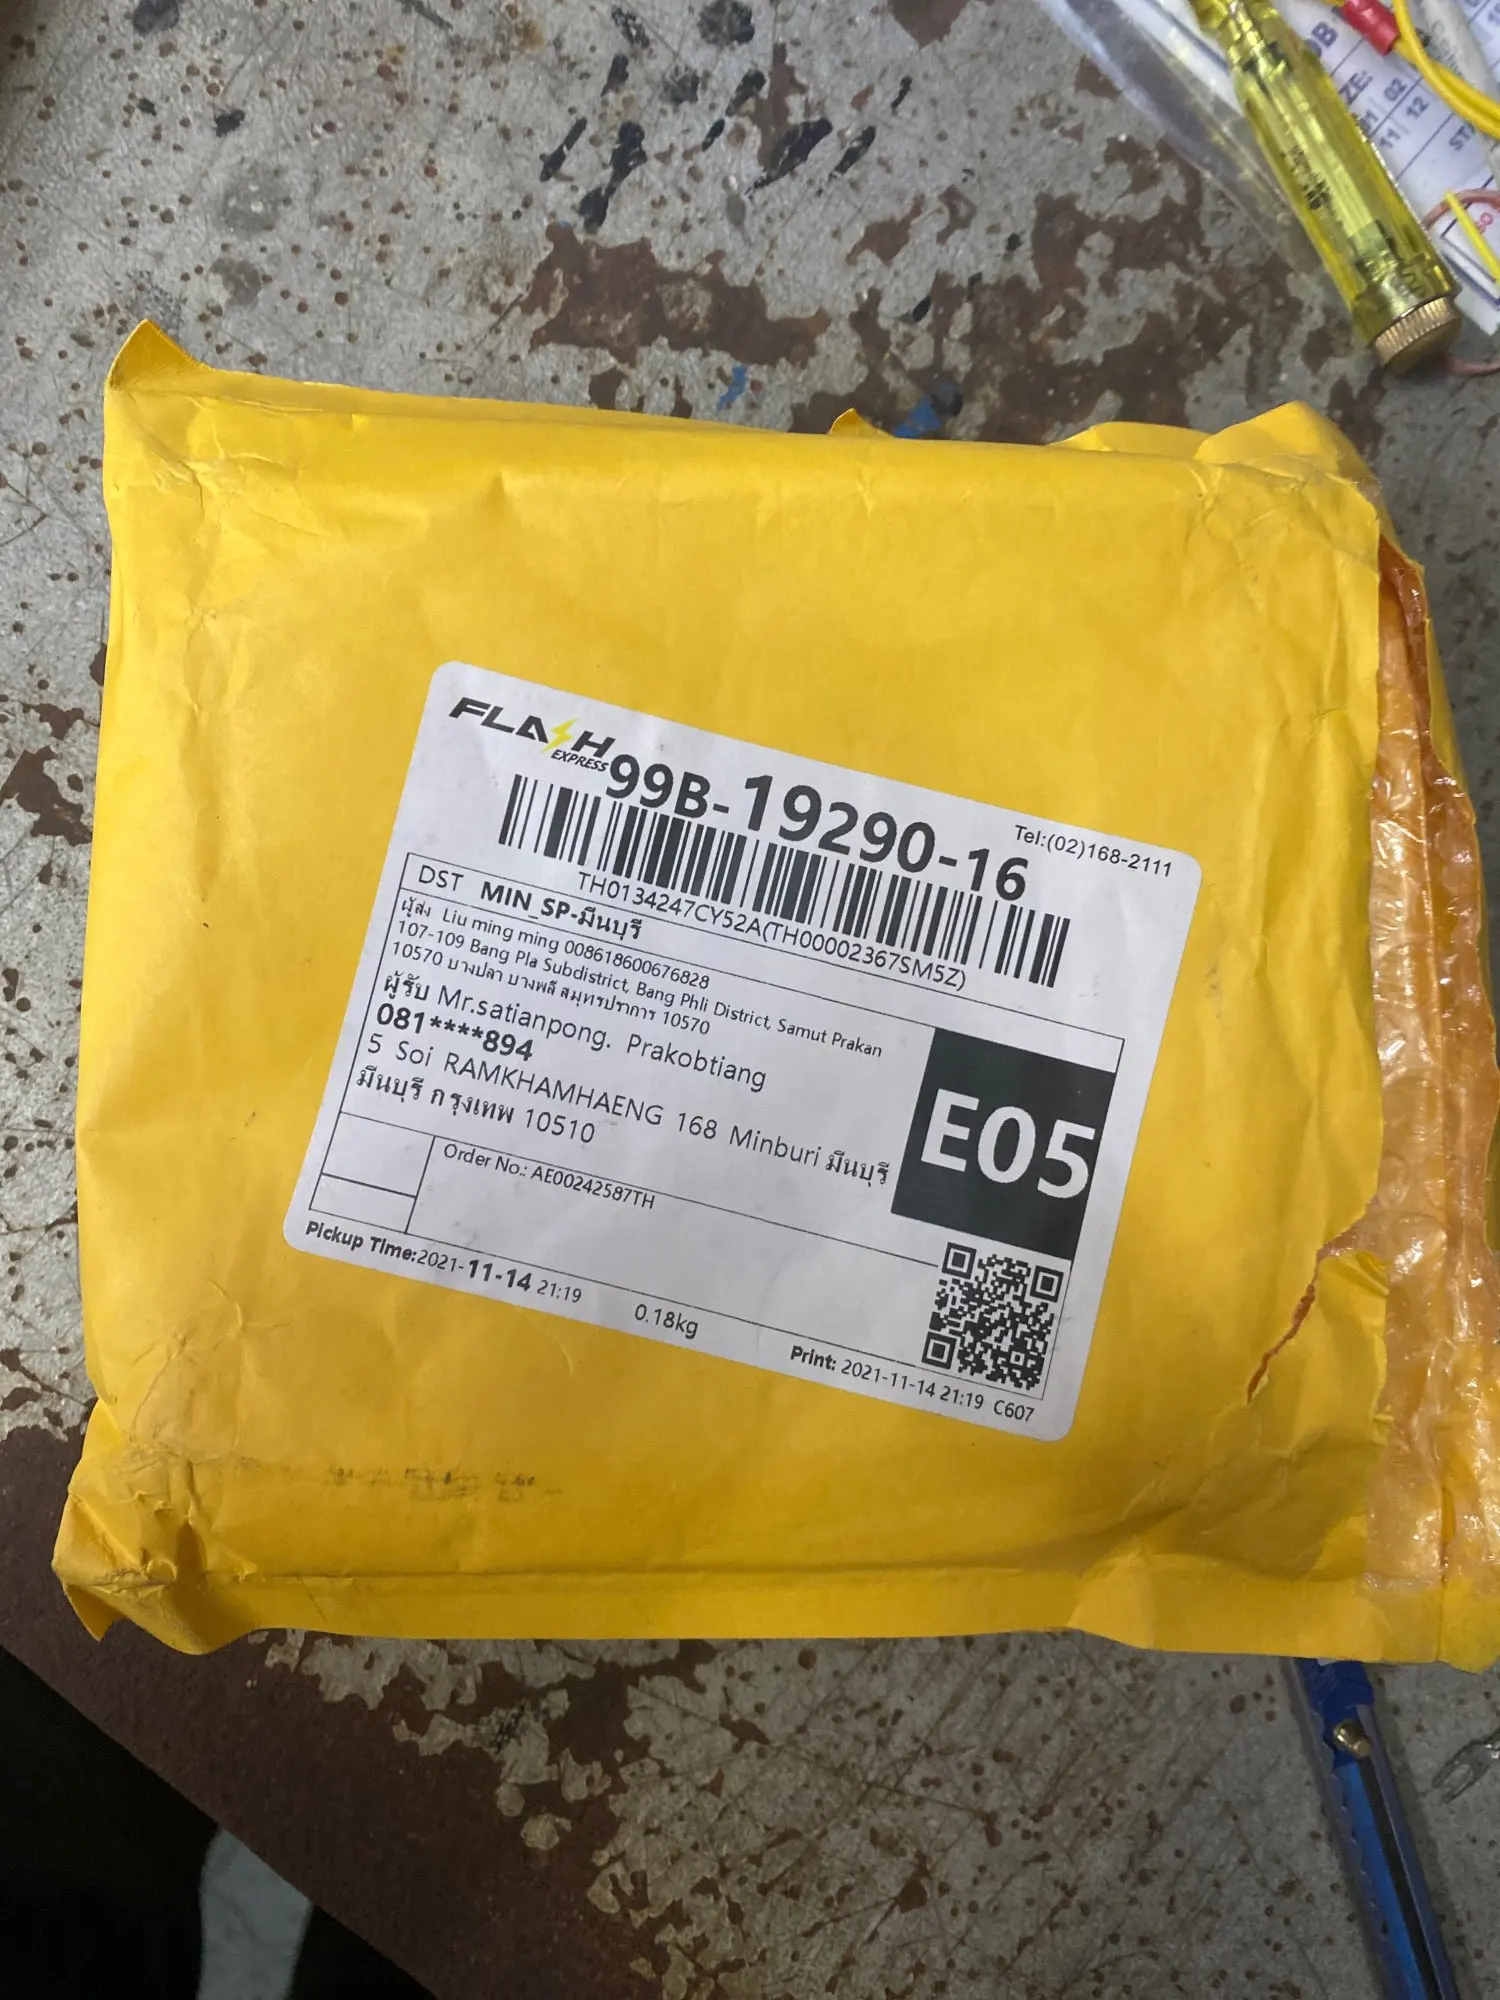 FLASH
EXPRESS
99B-19290-16
Tel:(02)168-2111
TH0134247CY52A(TH00002367SM5Z)
DST MIN_SP-มีนบุรี
ผู้ส่ง Liu ming ming 008618600676828
107-109 Bang Pla Subdistrict, Bang Phli District, Samut Prakan
10570 บางปลา บางพลี สมุทรปราการ 10570
ผู้รับ Mr.satianpong. Prakobtiang
081****894
5 Soi RAMKHAMHAENG 168 Minburi มีนบุรี
มีนบุรี กรุงเทพ 10510
E05
Order No.: AE00242587TH
Pickup Time:2021-11-14 21:19
0.18kg
Print: 2021-11-14 21:19 C607